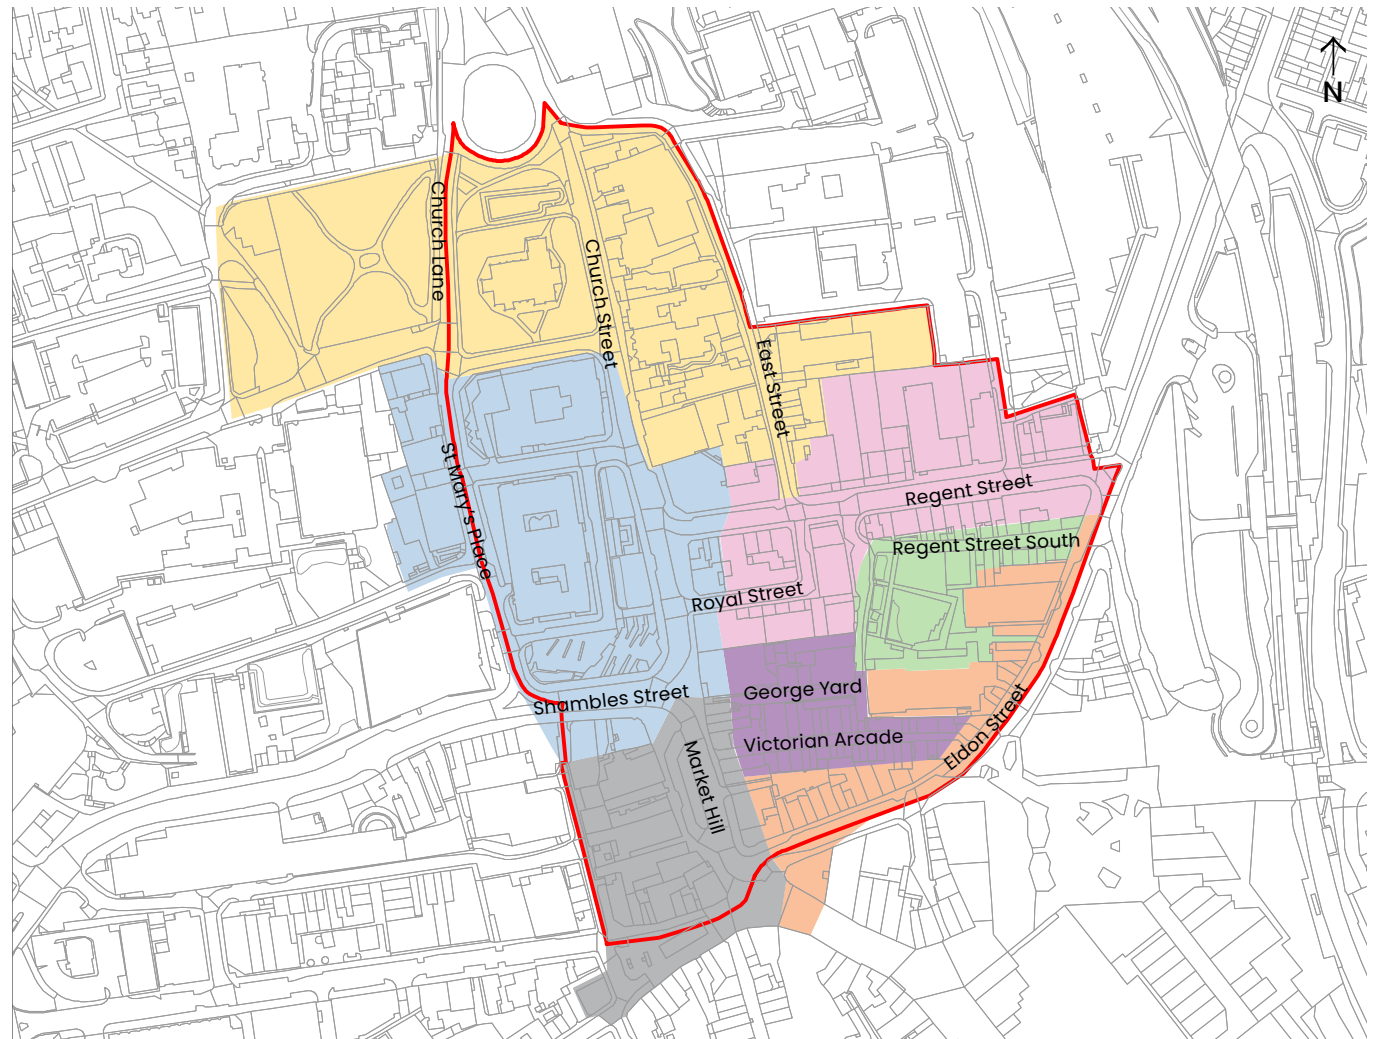 N
Church Lane
Church Street
East Street
St Mary's Place
Regent Street
Regent Street South
Royal Street
George Yard
Shambles Street
Victorian Arcade
Market Hill
Eldon Street